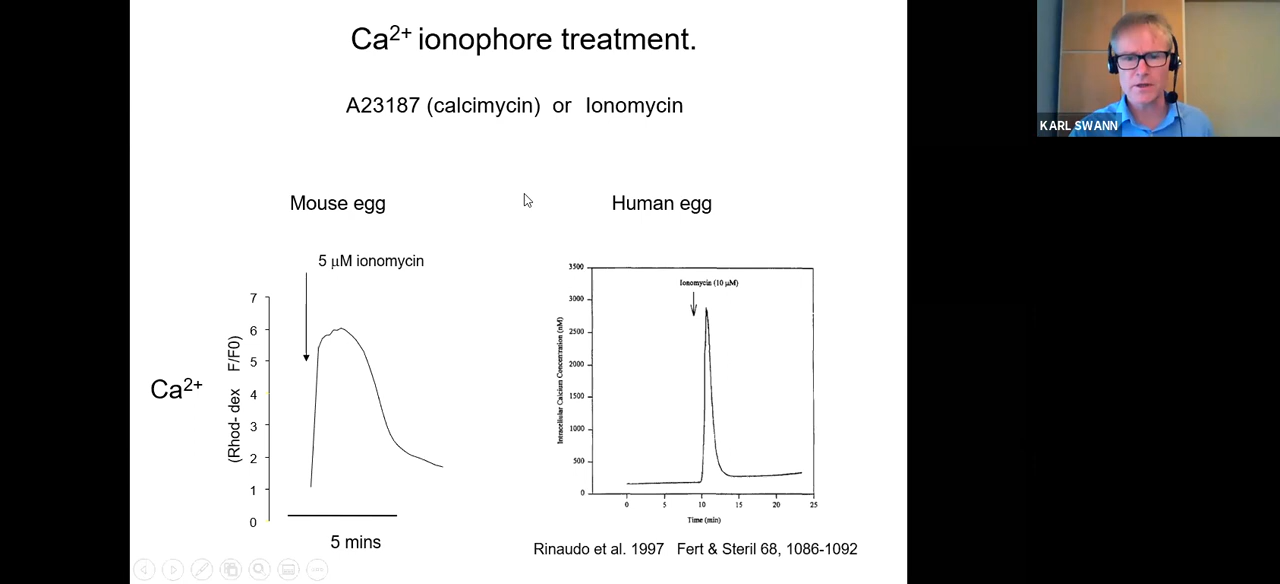 Ca2+ ionophore treatment.
A23187 (calcimycin) or Ionomycin
KARL SWANN
Mouse egg
Human egg
5 μM ionomycin
7
6
5
4
3
2
1
0
Ca2+
(Rhod- dex F/F0)
5 mins
Ionomycin (10 μM)
3500
3000
2500
2000
1500
1000
500
0
Intracellular Calcium Concentration (nM)
0 5 10 15 20 25
Time (min)
Rinaudo et al. 1997 Fert & Steril 68, 1086-1092